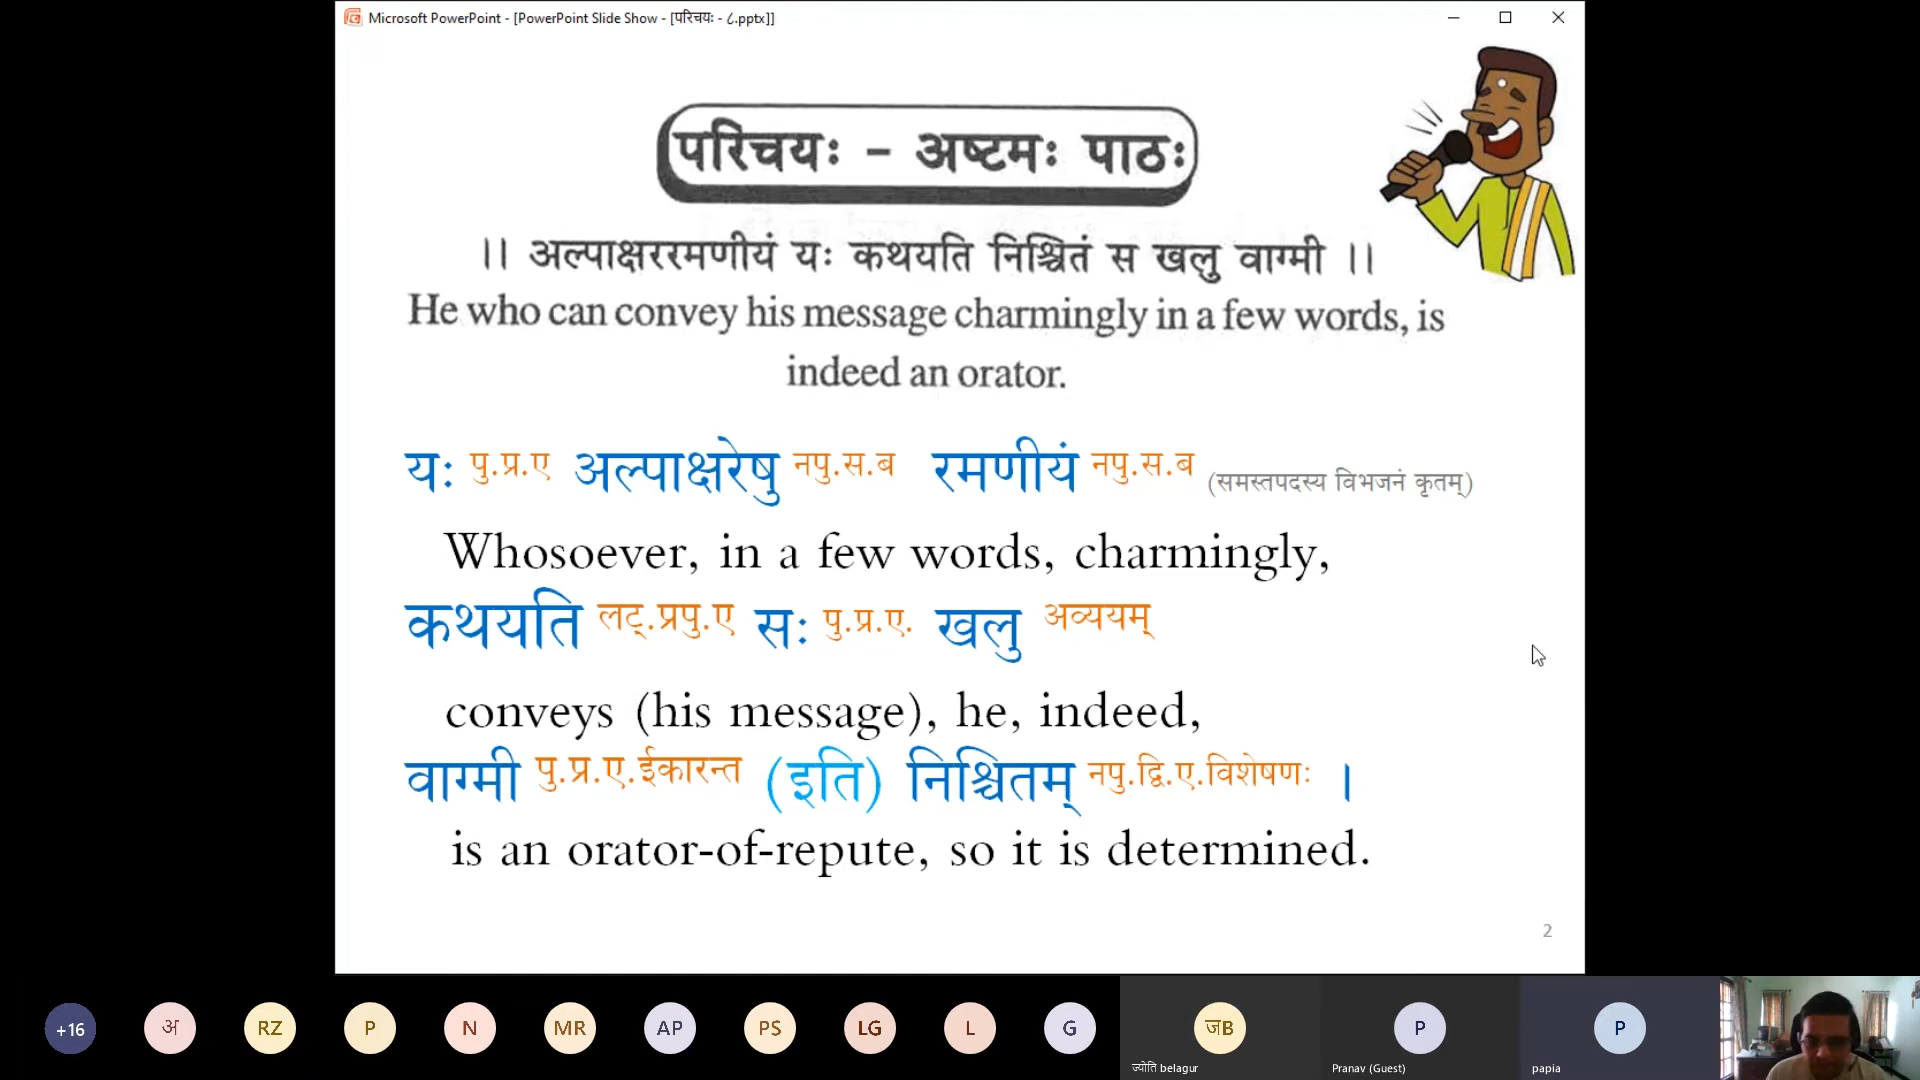 Microsoft PowerPoint - [PowerPoint Slide Show - [परिचयः - ८.pptx]]
परिचयः - अष्टमः पाठः
।। अल्पाक्षररमणीयं यः कथयति निश्चितं स खलु वाग्मी ।।
He who can convey his message charmingly in a few words, is
indeed an orator.
यः पु.प्र.ए अल्पाक्षरेषु नपु.स.ब रमणीयं नपु.स.ब (समस्तपदस्य विभजनं कृतम्)
Whosoever, in a few words, charmingly,
कथयति लट्.प्रपु.ए सः पु.प्र.ए. खलु अव्ययम्
conveys (his message), he, indeed,
वाग्मी पु.प्र.ए.ईकारन्त (इति) निश्चितम् नपु.द्वि.ए.विशेषणः ।
is an orator-of-repute, so it is determined.
2
+16 अ RZ P N MR AP PS LG L G जB P P
ज्योति belagur Pranav (Guest) papia